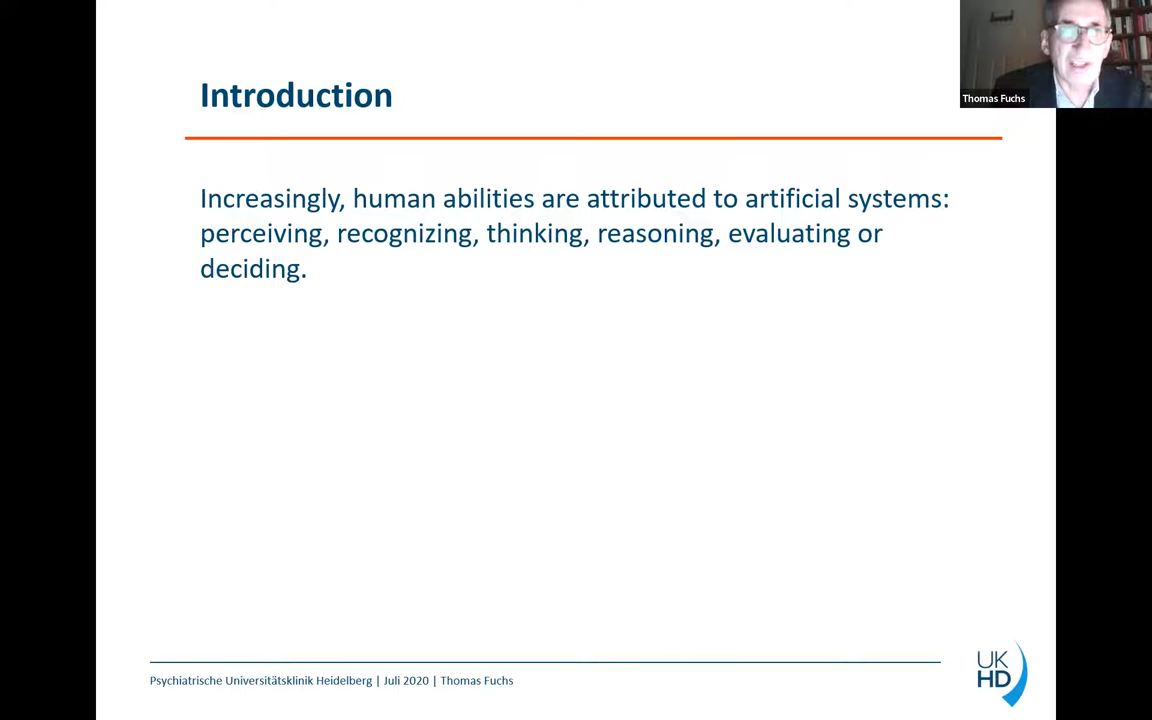 Introduction
Thomas Fuchs
Increasingly, human abilities are attributed to artificial systems:
perceiving, recognizing, thinking, reasoning, evaluating or
deciding.
Psychiatrische Universitätsklinik Heidelberg | Juli 2020 | Thomas Fuchs
UK
HD